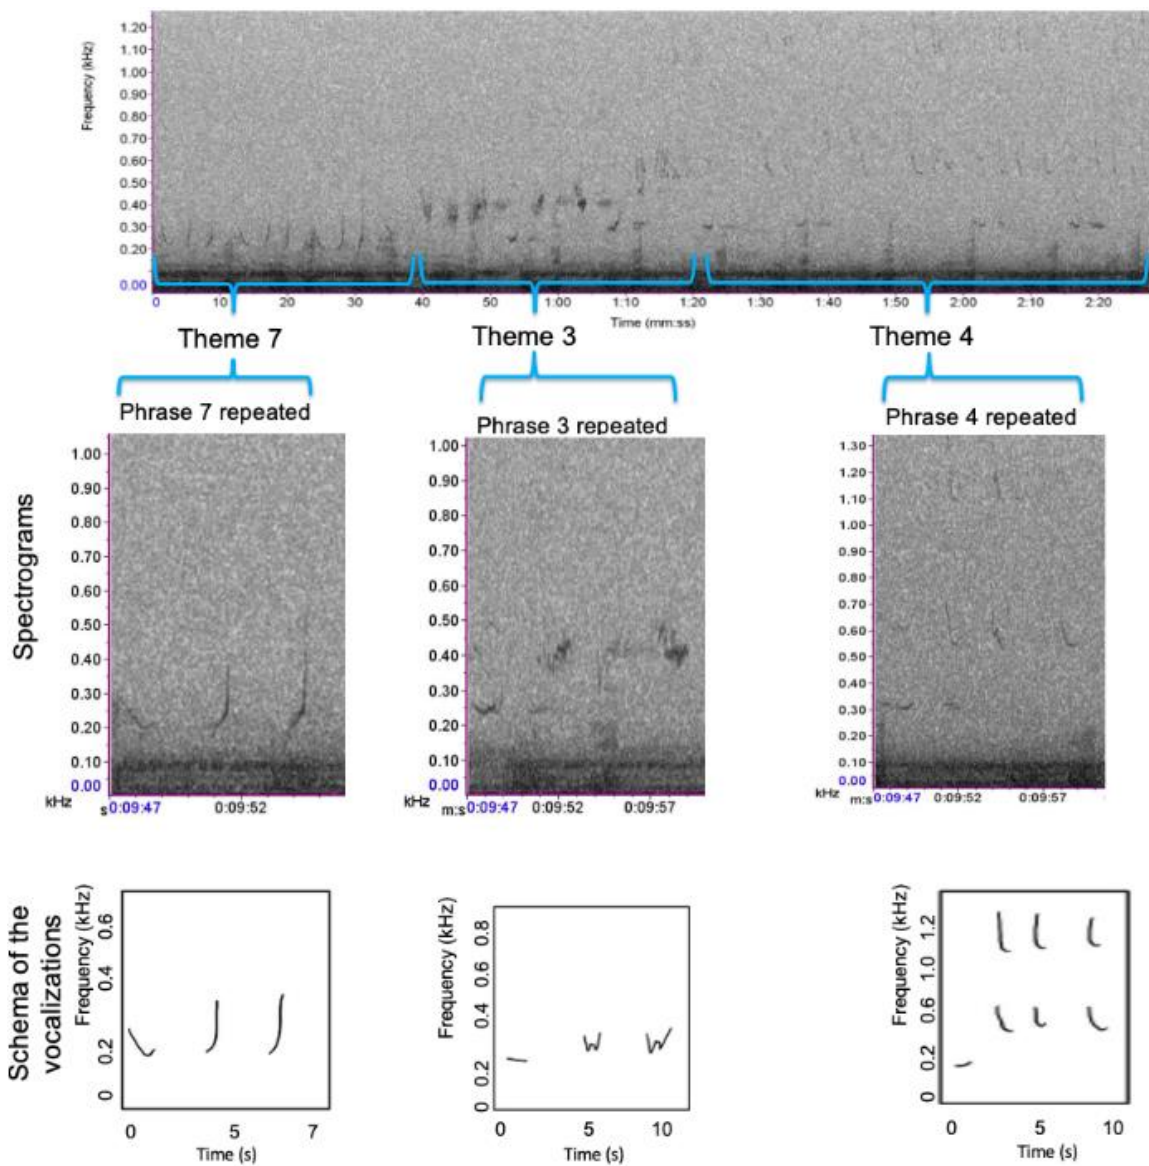 Frequency (kHz)
1.20
1.10
1.00
0.90
0.80
0.70
0.60
0.50
0.40
0.30
0.20
0.00
0 10 20 30 40 50 1:00 1:10 1:20 1:30 1:40 1:50 2:00 2:10 2:20
Time (mm:ss)
Theme 7 Theme 3 Theme 4
Phrase 7 repeated Phrase 3 repeated Phrase 4 repeated
Spectrograms
1.00
0.90
0.80
0.70
0.60
0.50
0.40
0.30
0.20
0.10
0.00
kHz
s 0:09:47 0:09:52
1.00
0.90
0.80
0.70
0.60
0.50
0.40
0.30
0.20
0.10
0.00
kHz
m:s 0:09:47 0:09:52 0:09:57
1.30
1.20
1.10
1.00
0.90
0.80
0.70
0.60
0.50
0.40
0.30
0.20
0.10
0.00
kHz
m:s 0:09:47 0:09:52 0:09:57
Schema of the
vocalizations
Frequency (kHz)
0.6
0.4
0.2
0
0 5 7
Time (s)
Frequency (kHz)
0.8
0.6
0.4
0.2
0
0 5 10
Time (s)
Frequency (kHz)
1.2
1.0
0.6
0.2
0
0 5 10
Time (s)